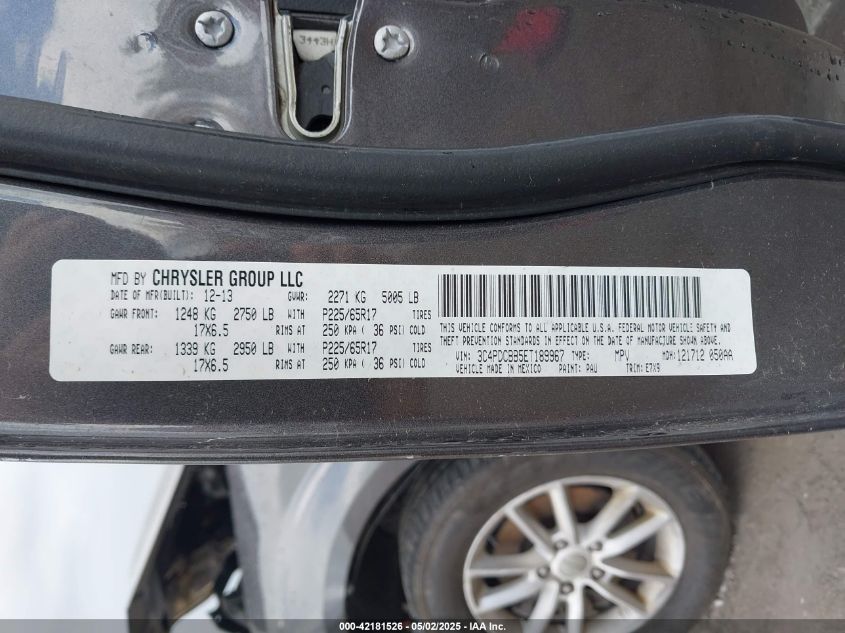 3443H
MFD BY CHRYSLER GROUP LLC
DATE OF MFR(BUILT): 12-13 GVWR: 2271 KG 5005 LB
GAWR FRONT: 1248 KG 2750 LB WITH P225/65R17 TIRES
17X6.5 RIMS AT 250 KPA ( 36 PSI) COLD
GAWR REAR: 1339 KG 2950 LB WITH P225/65R17 TIRES
17X6.5 RIMS AT 250 KPA ( 36 PSI) COLD
THIS VEHICLE CONFORMS TO ALL APPLICABLE U.S.A. FEDERAL MOTOR VEHICLE SAFETY AND
THEFT PREVENTION STANDARDS IN EFFECT ON THE DATE OF MANUFACTURE SHOWN ABOVE.
VIN: 3C4PDCBB5ET189967 TYPE: MPV MDH: 121712 050AA
VEHICLE MADE IN MEXICO PAINT: PAU TRIM: E7X9
000-42181526 - 05/02/2025 - IAA Inc.